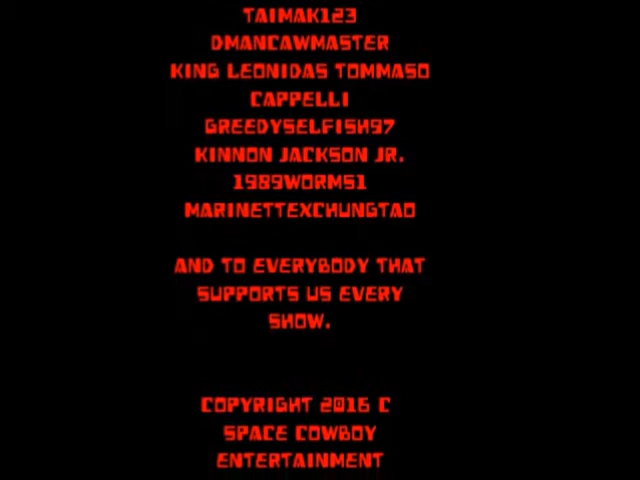 TAIMAK123
DMANCAWMASTER
KING LEONIDAS TOMMASO
CAPPELLI
GREEDYSELFISH97
KINNON JACKSON JR.
1989WORMS1
MARINETTEXCHUNGTAO
AND TO EVERYBODY THAT
SUPPORTS US EVERY
SHOW.
COPYRIGHT 2016 C
SPACE COWBOY
ENTERTAINMENT